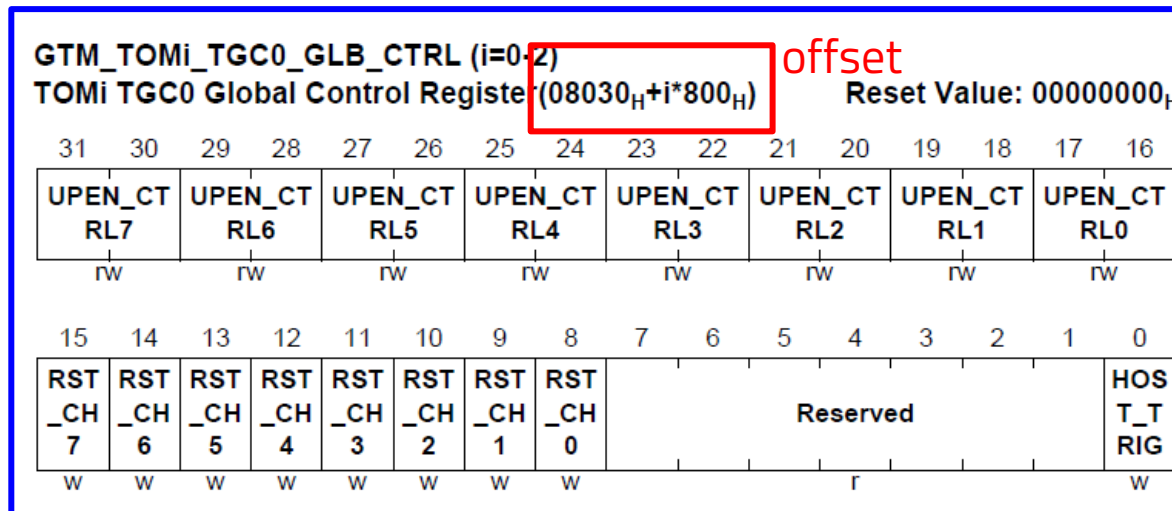 GTM_TOMi_TGC0_GLB_CTRL (i=0-2)
offset
TOMi TGC0 Global Control Register(08030H+i*800H) Reset Value: 00000000H
31 30 29 28 27 26 25 24 23 22 21 20 19 18 17 16
UPEN_CT UPEN_CT UPEN_CT UPEN_CT UPEN_CT UPEN_CT UPEN_CT UPEN_CT
RL7 RL6 RL5 RL4 RL3 RL2 RL1 RL0
rw rw rw rw rw rw rw rw
15 14 13 12 11 10 9 8 7 6 5 4 3 2 1 0
RST RST RST RST RST RST RST RST HOS
_CH _CH _CH _CH _CH _CH _CH _CH Reserved T_T
7 6 5 4 3 2 1 0 RIG
w w w w w w w w r w